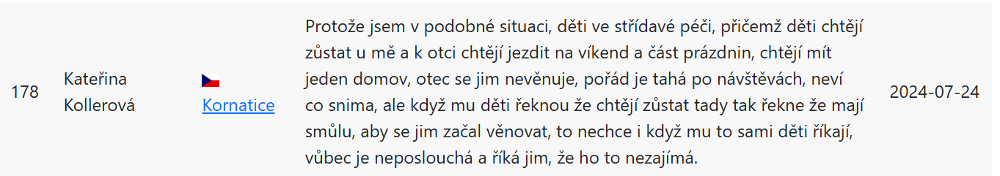 Protože jsem v podobné situaci, děti ve střídavé péči, přičemž děti chtějí
zůstat u mě a k otci chtějí jezdit na víkend a část prázdnin, chtějí mít
Kateřina
jeden domov, otec se jim nevěnuje, pořád je tahá po návštěvách, neví
178
2024-07-24
Kollerová
Kornatice
co snima, ale když mu děti řeknou že chtějí zůstat tady tak řekne že mají
smůlu, aby se jim začal věnovat, to nechce i když mu to sami děti říkají,
vůbec je neposlouchá a říká jim, že ho to nezajímá.